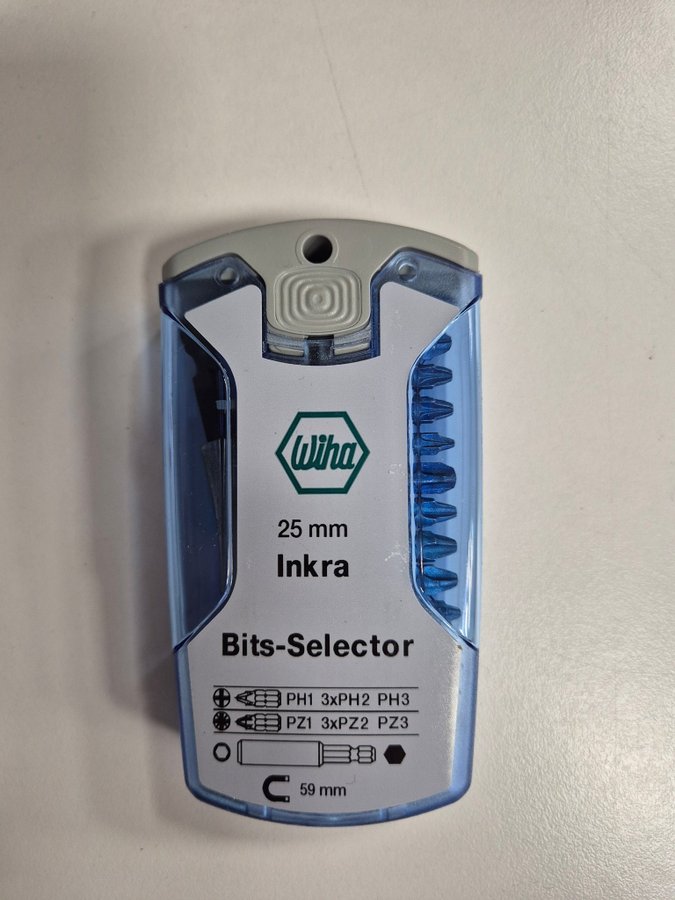 Wiha
25 mm
Inkra
Bits-Selector
PH1 3xPH2 PH3
PZ1 3xPZ2 PZ3
59 mm